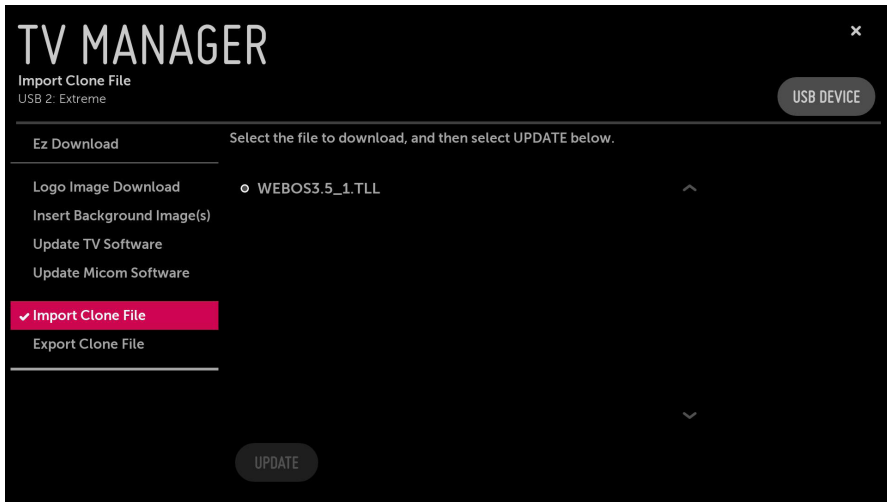 TV MANAGER
Import Clone File
USB 2: Extreme
USB DEVICE
Ez Download
Logo Image Download
Insert Background Image(s)
Update TV Software
Update Micom Software
Import Clone File
Export Clone File
Select the file to download, and then select UPDATE below.
WEBOS3.5_1.TLL
UPDATE